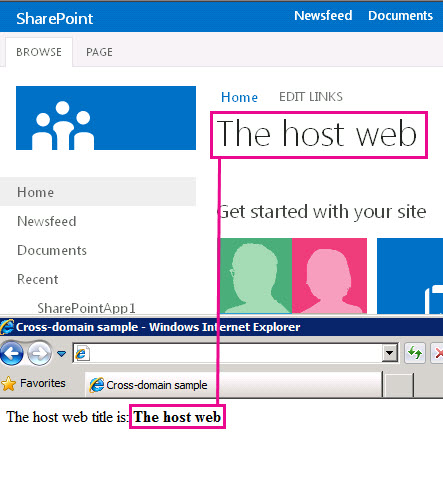 SharePoint Newsfeed Documents
BROWSE PAGE
Home EDIT LINKS
The host web
Home
Newsfeed
Documents
Recent
SharePointApp1
Get started with your site
Cross-domain sample - Windows Internet Explorer
Favorites Cross-domain sample
The host web title is: The host web